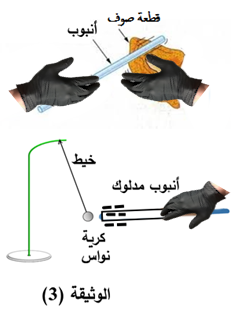 قطعة صوف
أنبوب
خيط
أنبوب مدلوك
كرية
نواس
الوثيقة (3)